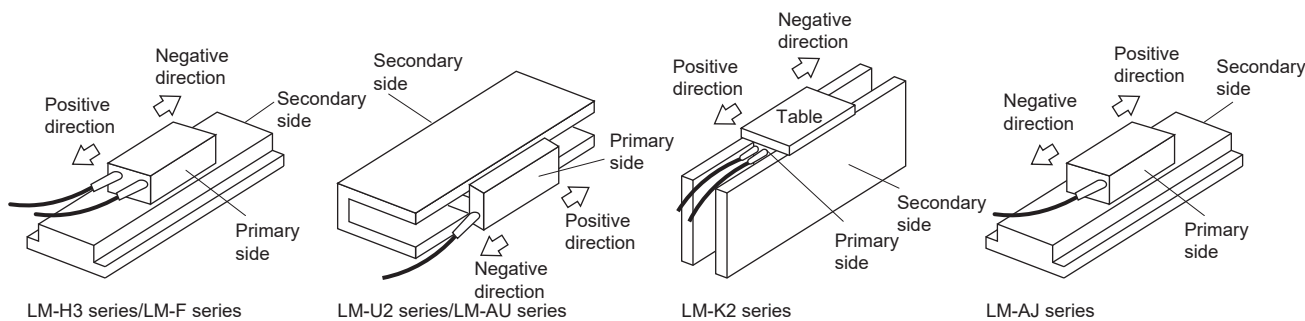 Negative
direction
Positive
direction
Secondary
side
Primary
side
LM-H3 series/LM-F series
Secondary
side
Primary
side
Positive
direction
Negative
direction
LM-U2 series/LM-AU series
Negative
direction
Positive
direction
Table
Secondary
side
Primary
side
LM-K2 series
Positive
direction
Negative
direction
Secondary
side
Primary
side
LM-AJ series